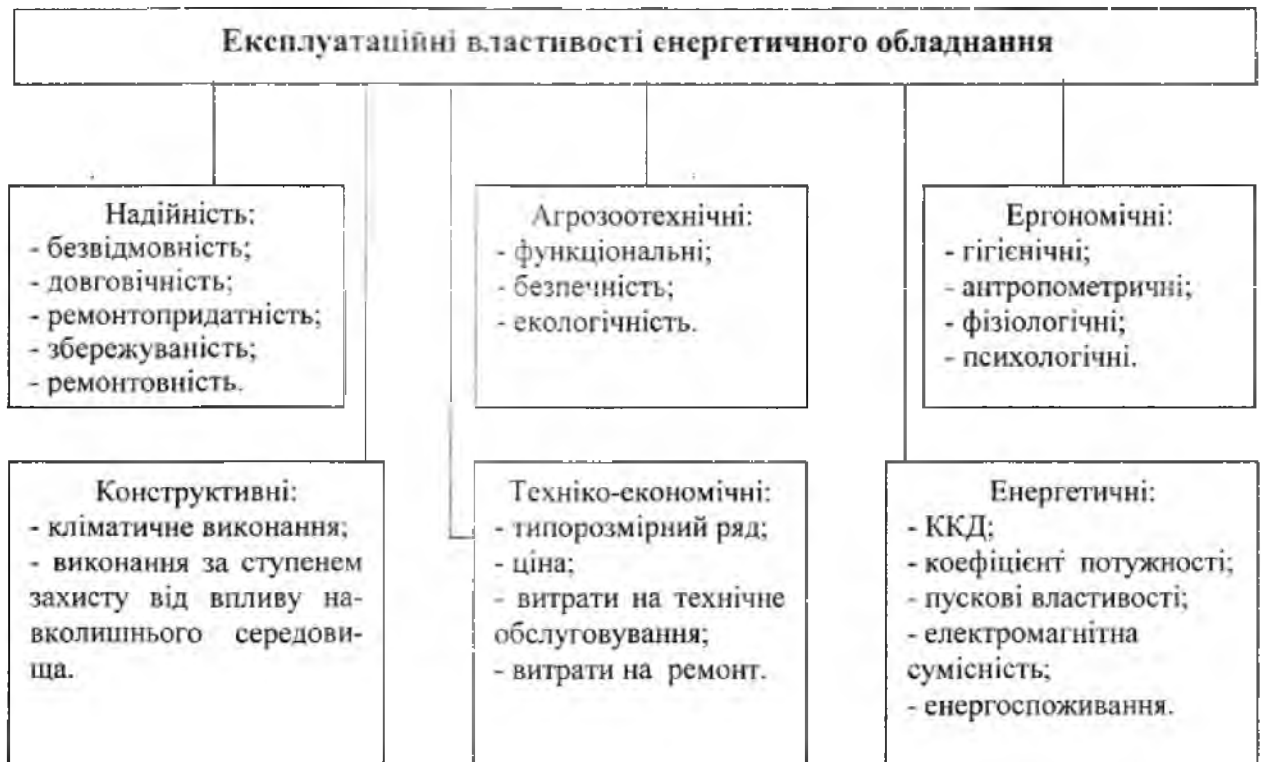 Експлуатаційні властивості енергетичного обладнання
Надійність:
- безвідмовність;
- довговічність;
- ремонтопридатність;
- збережуваність;
- ремонтовність.
Агрозоотехнічні:
- функціональні;
- безпечність;
- екологічність.
Ергономічні:
- гігієнічні;
- антропометричні;
- фізіологічні;
- психологічні.
Конструктивні:
- кліматичне виконання;
- виконання за ступенем
захисту від впливу на-
вколишнього середови-
ща.
Техніко-економічні:
- типорозмірний ряд;
- ціна;
- витрати на технічне
обслуговування;
- витрати на ремонт.
Енергетичні:
- ККД;
- коефіцієнт потужності;
- пускові властивості;
- електромагнітна
сумісність;
- енергоспоживання.